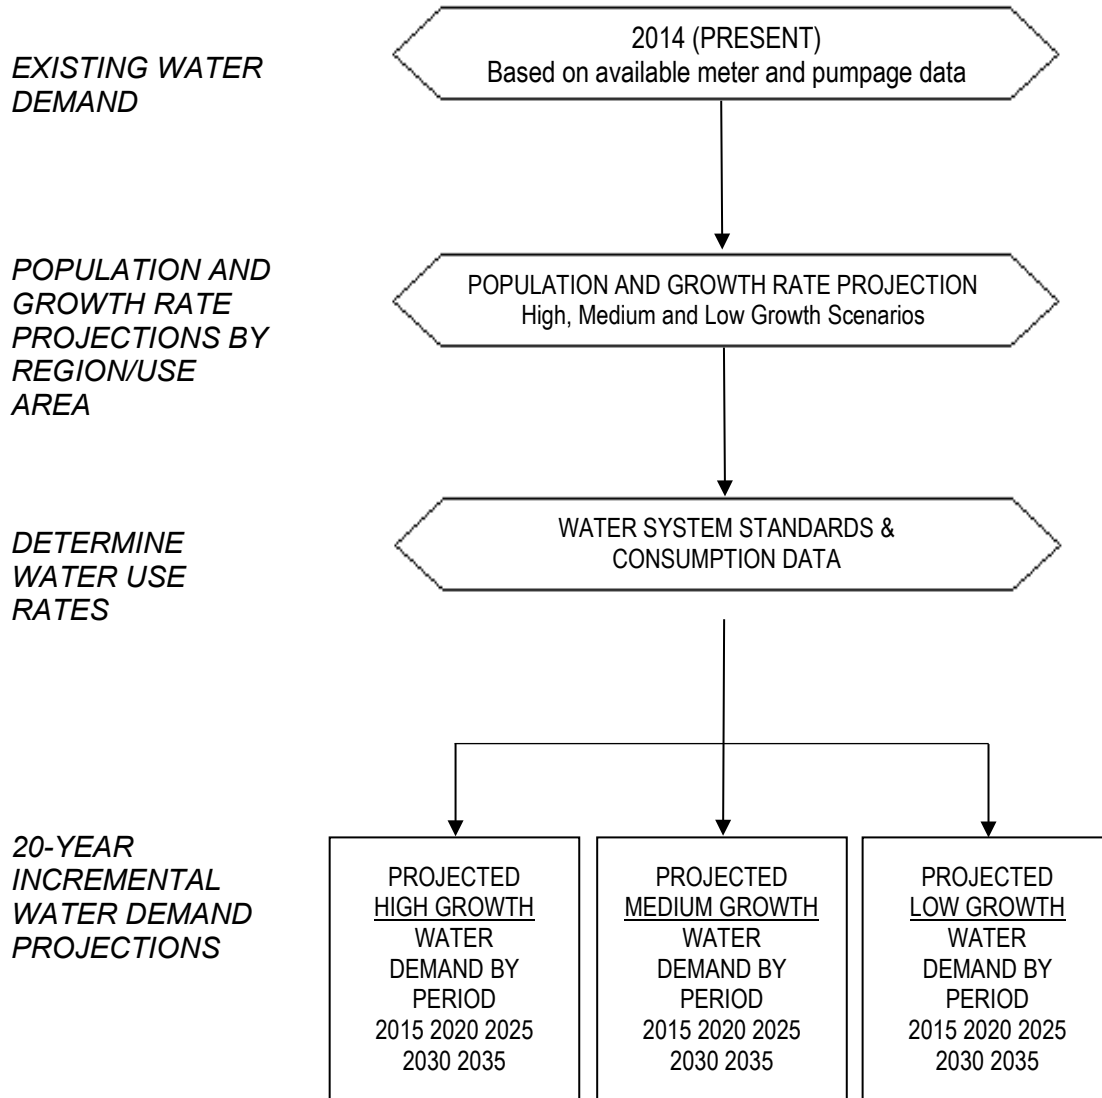 EXISTING WATER
DEMAND
2014 (PRESENT)
Based on available meter and pumpage data
POPULATION AND
GROWTH RATE
PROJECTIONS BY
REGION/USE
AREA
POPULATION AND GROWTH RATE PROJECTION
High, Medium and Low Growth Scenarios
DETERMINE
WATER USE
RATES
WATER SYSTEM STANDARDS &
CONSUMPTION DATA
20-YEAR
INCREMENTAL
WATER DEMAND
PROJECTIONS
PROJECTED
HIGH GROWTH
WATER
DEMAND BY
PERIOD
2015 2020 2025
2030 2035
PROJECTED
MEDIUM GROWTH
WATER
DEMAND BY
PERIOD
2015 2020 2025
2030 2035
PROJECTED
LOW GROWTH
WATER
DEMAND BY
PERIOD
2015 2020 2025
2030 2035